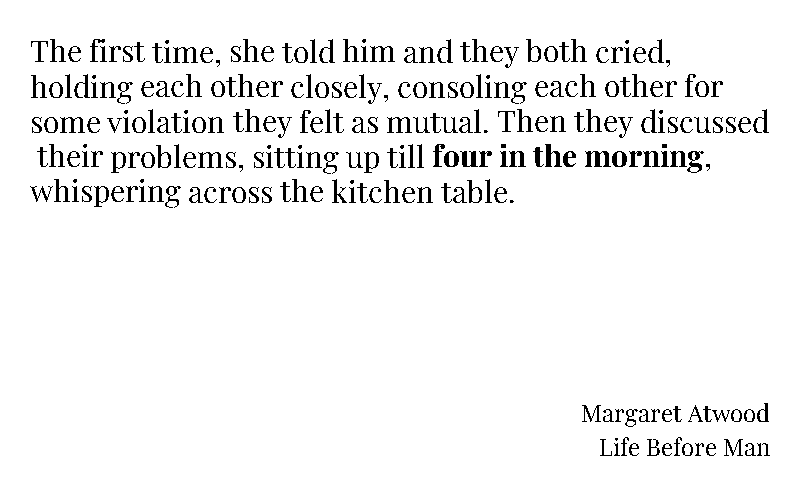 The first time, she told him and they both cried,
holding each other closely, consoling each other for
some violation they felt as mutual. Then they discussed
their problems, sitting up till four in the morning,
whispering across the kitchen table.
Margaret Atwood
Life Before Man